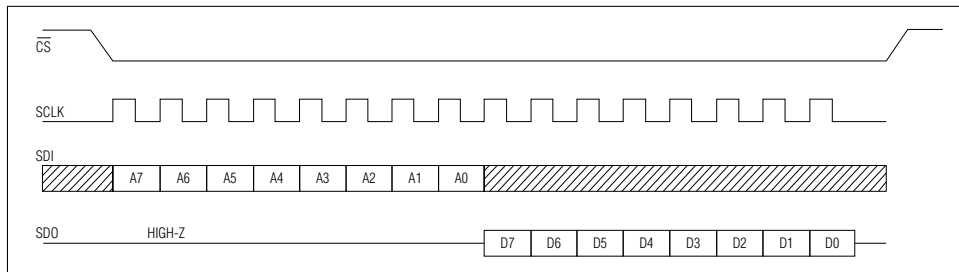 C̅S̅
SCLK
SDI
A7 A6 A5 A4 A3 A2 A1 A0
SDO HIGH-Z
D7 D6 D5 D4 D3 D2 D1 D0